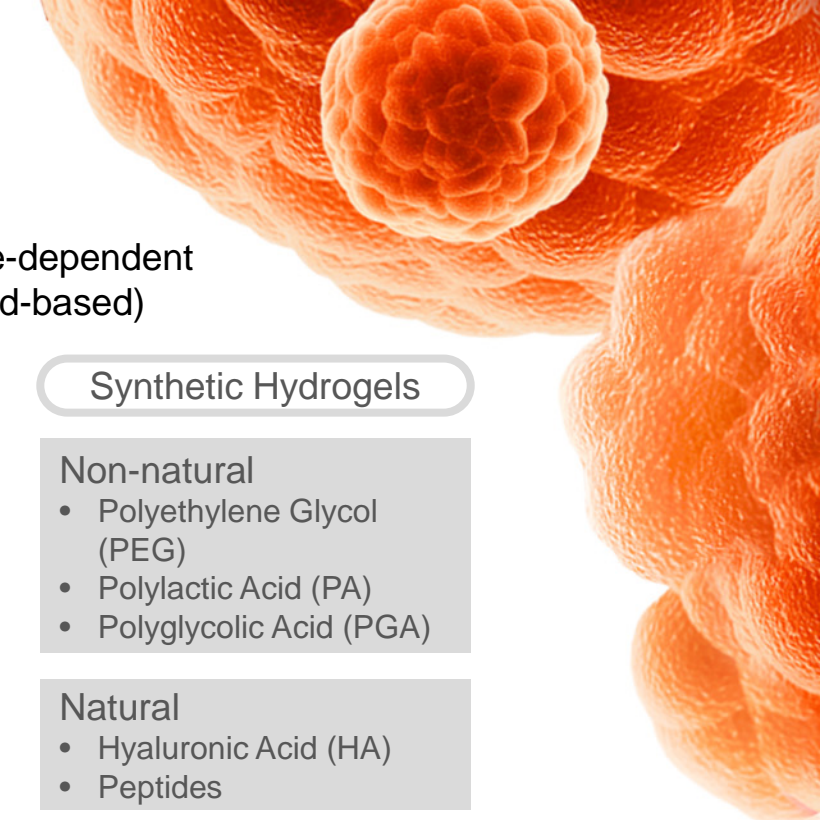 e-dependent
d-based)
Synthetic Hydrogels
Non-natural
• Polyethylene Glycol
(PEG)
• Polylactic Acid (PA)
• Polyglycolic Acid (PGA)
Natural
• Hyaluronic Acid (HA)
• Peptides